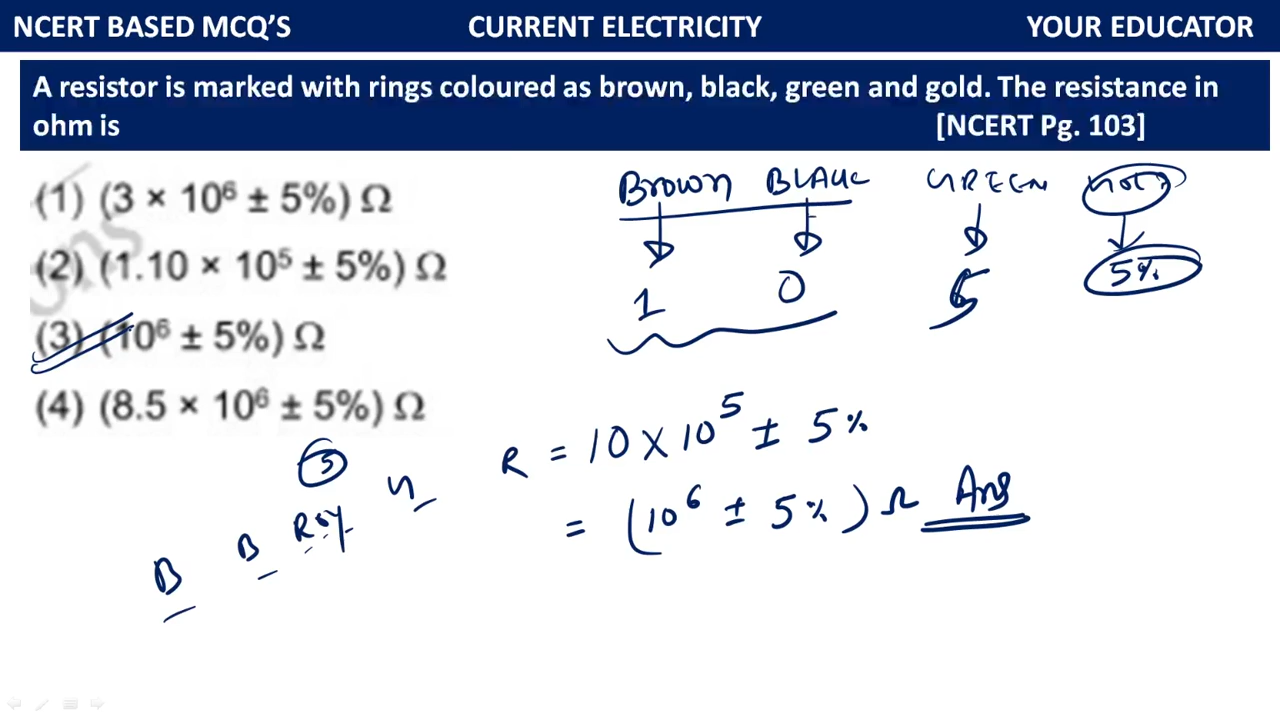 NCERT BASED MCQ'S CURRENT ELECTRICITY YOUR EDUCATOR
A resistor is marked with rings coloured as brown, black, green and gold. The resistance in
ohm is [NCERT Pg. 103]
(1) (3 × 10⁶ ± 5%) Ω
(2) (1.10 × 10⁵ ± 5%) Ω
(3) (10⁶ ± 5%) Ω
(4) (8.5 × 10⁶ ± 5%) Ω
Brown BLACK GREEN GOLD
1 0 5 5%
R = 10 × 10⁵ ± 5%
= (10⁶ ± 5%) Ω Ans
5
B B ROY G